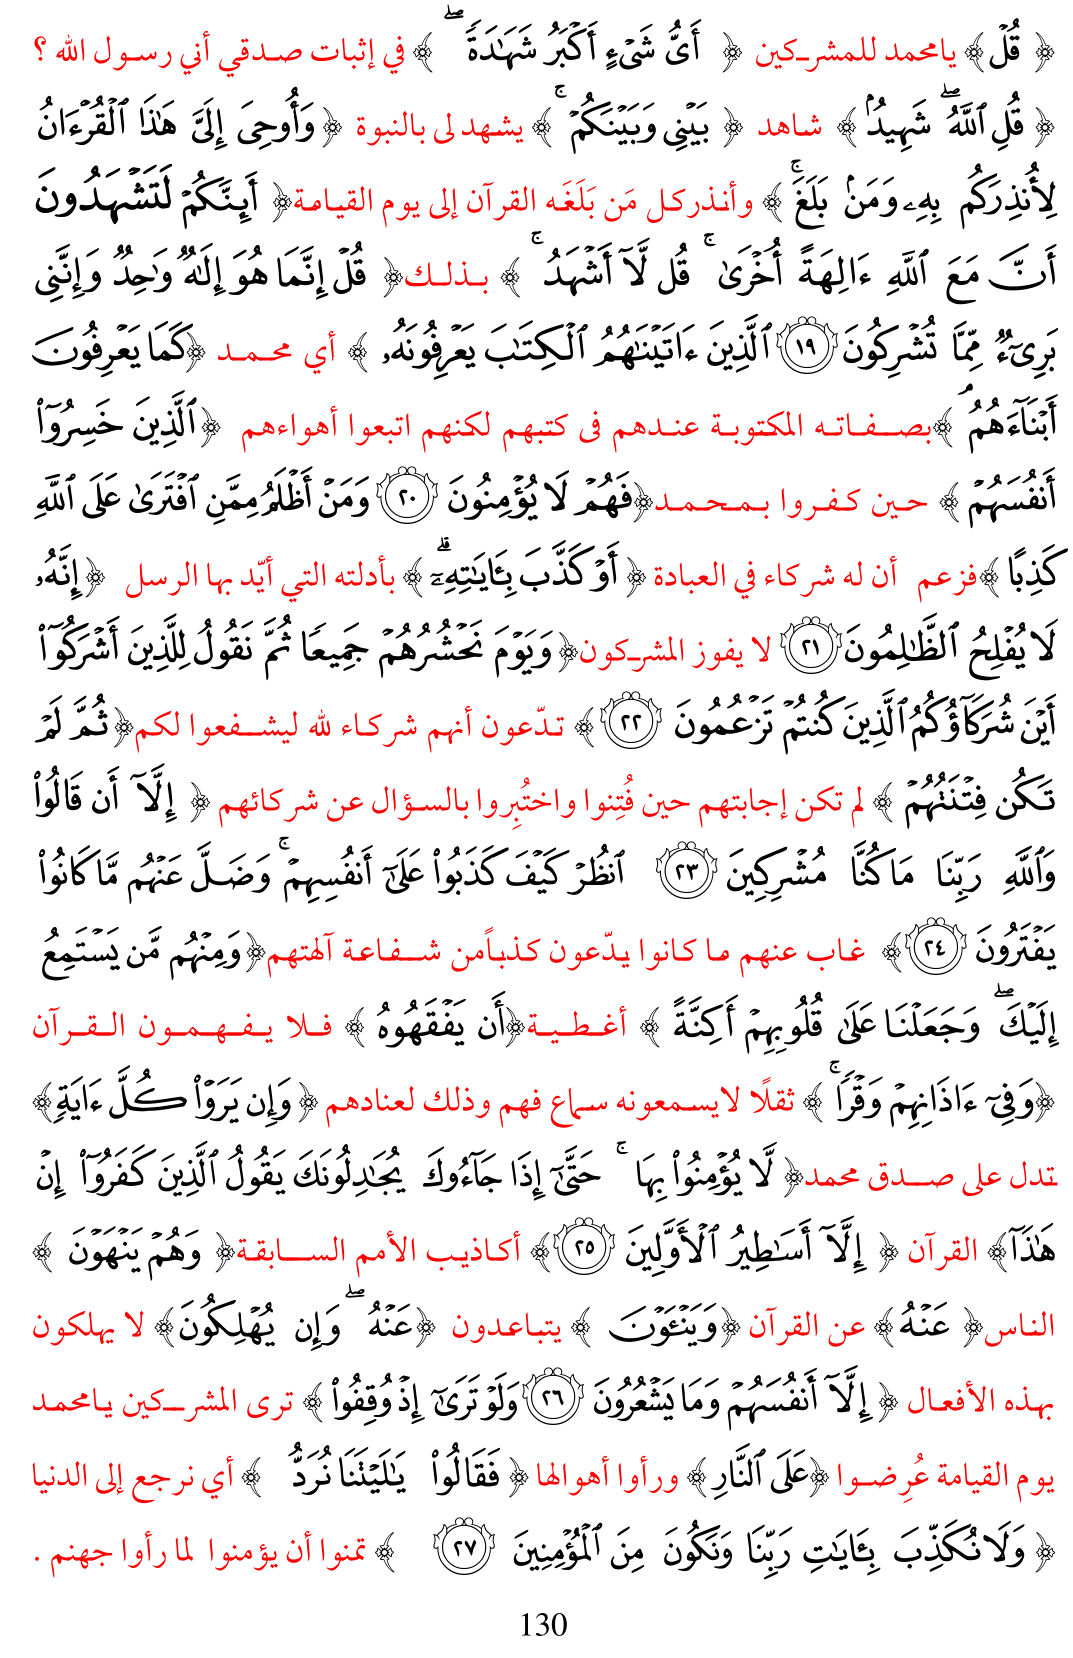 ﴿ قُلْ ﴾ يامحمد للمشركين ﴿ أَىُّ شَىْءٍ أَكْبَرُ شَهَٰدَةً ۖ ﴾ في إثبات صدقي أني رسول الله ؟
﴿ قُلِ ٱللَّهُ ۖ شَهِيدٌۢ ﴾ شاهد ﴿ بَيْنِى وَبَيْنَكُمْ ۚ ﴾ يشهد لى بالنبوة ﴿ وَأُوحِىَ إِلَىَّ هَٰذَا ٱلْقُرْءَانُ
لِأُنذِرَكُم بِهِۦ وَمَنۢ بَلَغَ ۚ ﴾ وأنذركل مَن بَلَغَه القرآن إلى يوم القيامة﴿ أَئِنَّكُمْ لَتَشْهَدُونَ
أَنَّ مَعَ ٱللَّهِ ءَالِهَةً أُخْرَىٰ ۚ قُل لَّآ أَشْهَدُ ۚ ﴾ بذلك﴿ قُلْ إِنَّمَا هُوَ إِلَٰهٌ وَٰحِدٌ وَإِنَّنِى
بَرِىٓءٌ مِّمَّا تُشْرِكُونَ ١٩ ٱلَّذِينَ ءَاتَيْنَٰهُمُ ٱلْكِتَٰبَ يَعْرِفُونَهُۥ ﴾ أي محمد ﴿كَمَا يَعْرِفُونَ
أَبْنَآءَهُمُ ۘ ﴾بصفاته المكتوبة عندهم فى كتبهم لكنهم اتبعوا أهواءهم ﴿ٱلَّذِينَ خَسِرُوٓا۟
أَنفُسَهُمْ ﴾ حين كفروا بمحمد﴿فَهُمْ لَا يُؤْمِنُونَ ٢٠ وَمَنْ أَظْلَمُ مِمَّنِ ٱفْتَرَىٰ عَلَى ٱللَّهِ
كَذِبًا ﴾فزعم أن له شركاء في العبادة ﴿ أَوْ كَذَّبَ بِـَٔايَٰتِهِۦٓ ۗ ﴾ بأدلته التي أيّد بها الرسل ﴿ إِنَّهُۥ
لَا يُفْلِحُ ٱلظَّٰلِمُونَ ٢١ لا يفوز المشركون﴿وَيَوْمَ نَحْشُرُهُمْ جَمِيعًا ثُمَّ نَقُولُ لِلَّذِينَ أَشْرَكُوٓا۟
أَيْنَ شُرَكَآؤُكُمُ ٱلَّذِينَ كُنتُمْ تَزْعُمُونَ ٢٢ ﴾ تدّعون أنهم شركاء لله ليشفعوا لكم﴿ ثُمَّ لَمْ
تَكُن فِتْنَتُهُمْ ﴾ لم تكن إجابتهم حين فُتِنوا واختُبِروا بالسؤال عن شركائهم ﴿ إِلَّآ أَن قَالُوا۟
وَٱللَّهِ رَبِّنَا مَا كُنَّا مُشْرِكِينَ ٢٣ ٱنظُرْ كَيْفَ كَذَبُوا۟ عَلَىٰٓ أَنفُسِهِمْ ۚ وَضَلَّ عَنْهُم مَّا كَانُوا۟
يَفْتَرُونَ ٢٤ ﴾ غاب عنهم ما كانوا يدّعون كذباًمن شفاعة آلهتهم﴿وَمِنْهُم مَّن يَسْتَمِعُ
إِلَيْكَ ۖ وَجَعَلْنَا عَلَىٰ قُلُوبِهِمْ أَكِنَّةً ﴾ أغطية﴿أَن يَفْقَهُوهُ ﴾ فلا يفهمون القرآن
﴿وَفِىٓ ءَاذَانِهِمْ وَقْرًا ۚ ﴾ ثقلًا لايسمعونه سماع فهم وذلك لعنادهم ﴿ وَإِن يَرَوْا۟ كُلَّ ءَايَةٍ﴾
تدل على صدق محمد﴿ لَّا يُؤْمِنُوا۟ بِهَا ۚ حَتَّىٰٓ إِذَا جَآءُوكَ يُجَٰدِلُونَكَ يَقُولُ ٱلَّذِينَ كَفَرُوٓا۟ إِنْ
هَٰذَآ﴾ القرآن ﴿ إِلَّآ أَسَٰطِيرُ ٱلْأَوَّلِينَ ٢٥ ﴾ أكاذيب الأمم السابقة﴿ وَهُمْ يَنْهَوْنَ ﴾
الناس﴿ عَنْهُ ﴾ عن القرآن ﴿وَيَنْـَٔوْنَ ﴾ يتباعدون ﴿عَنْهُ ۖ وَإِن يُهْلِكُونَ﴾ لا يهلكون
بهذه الأفعال ﴿ إِلَّآ أَنفُسَهُمْ وَمَا يَشْعُرُونَ ٢٦ وَلَوْ تَرَىٰٓ إِذْ وُقِفُوا۟ ﴾ ترى المشركين يامحمد
يوم القيامة عُرِضوا ﴿عَلَى ٱلنَّارِ﴾ ورأوا أهوالها ﴿ فَقَالُوا۟ يَٰلَيْتَنَا نُرَدُّ ﴾ أي نرجع إلى الدنيا
﴿ وَلَا نُكَذِّبَ بِـَٔايَٰتِ رَبِّنَا وَنَكُونَ مِنَ ٱلْمُؤْمِنِينَ ٢٧ ﴾ تمنوا أن يؤمنوا لما رأوا جهنم .
130